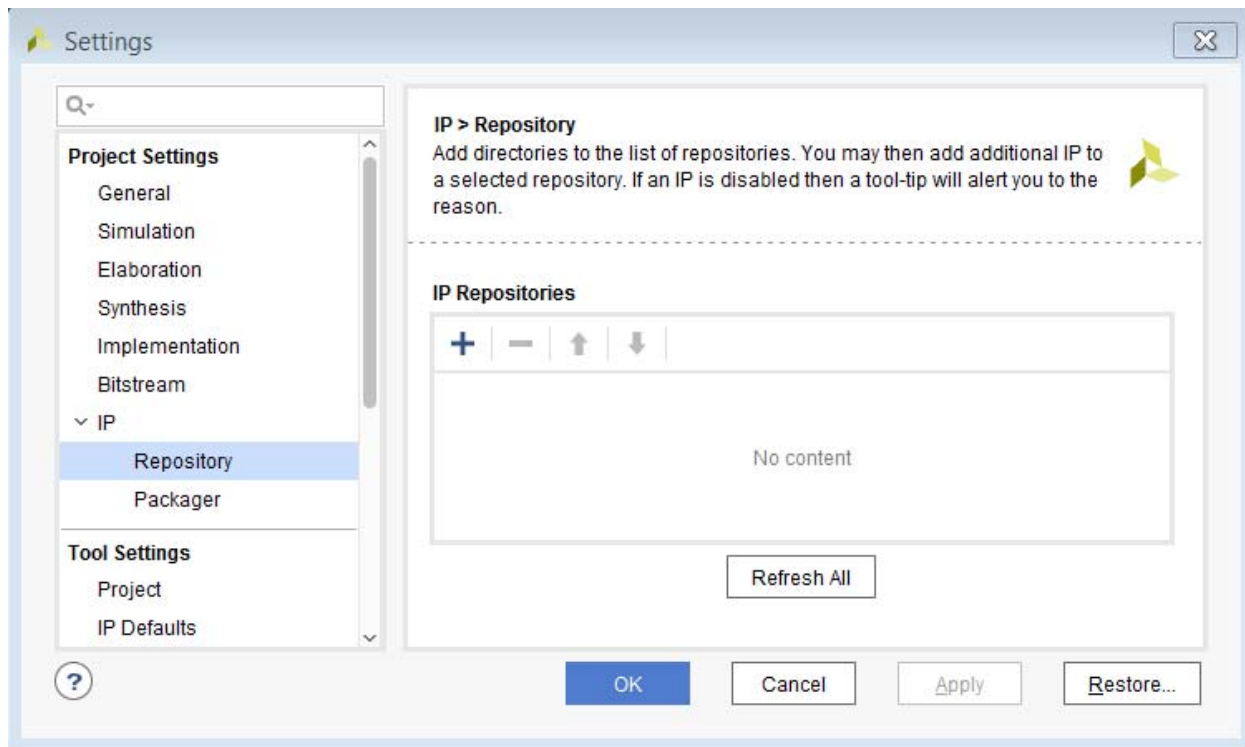 Settings
Project Settings
General
Simulation
Elaboration
Synthesis
Implementation
Bitstream
IP
Repository
Packager
Tool Settings
Project
IP Defaults
IP > Repository
Add directories to the list of repositories. You may then add additional IP to
a selected repository. If an IP is disabled then a tool-tip will alert you to the
reason.
IP Repositories
No content
Refresh All
?
OK
Cancel
Apply
Restore...